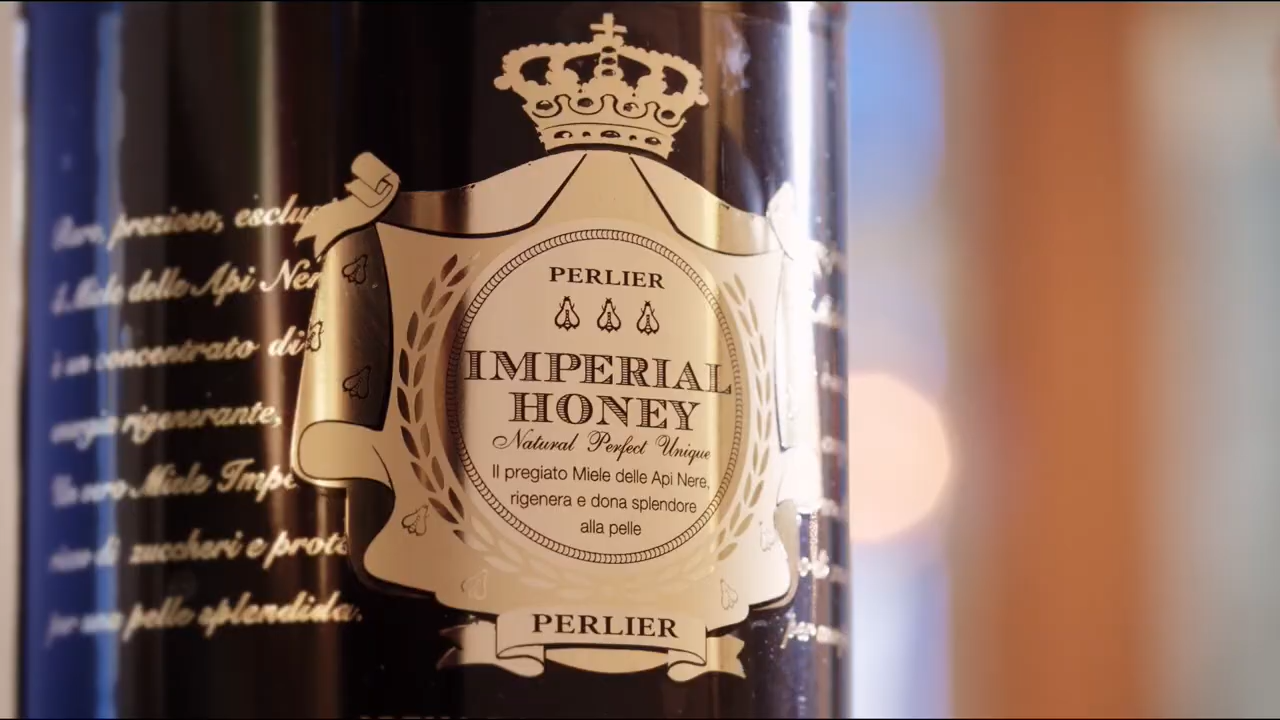 Raro, prezioso, esclus
il Miele delle Api Ner
è un concentrato di
energia rigenerante,
Un vero Miele Impe
ricco di zuccheri e prote
per una pelle splendida.
PERLIER
IMPERIAL
HONEY
Natural Perfect Unique
Il pregiato Miele delle Api Nere,
rigenera e dona splendore
alla pelle
PERLIER